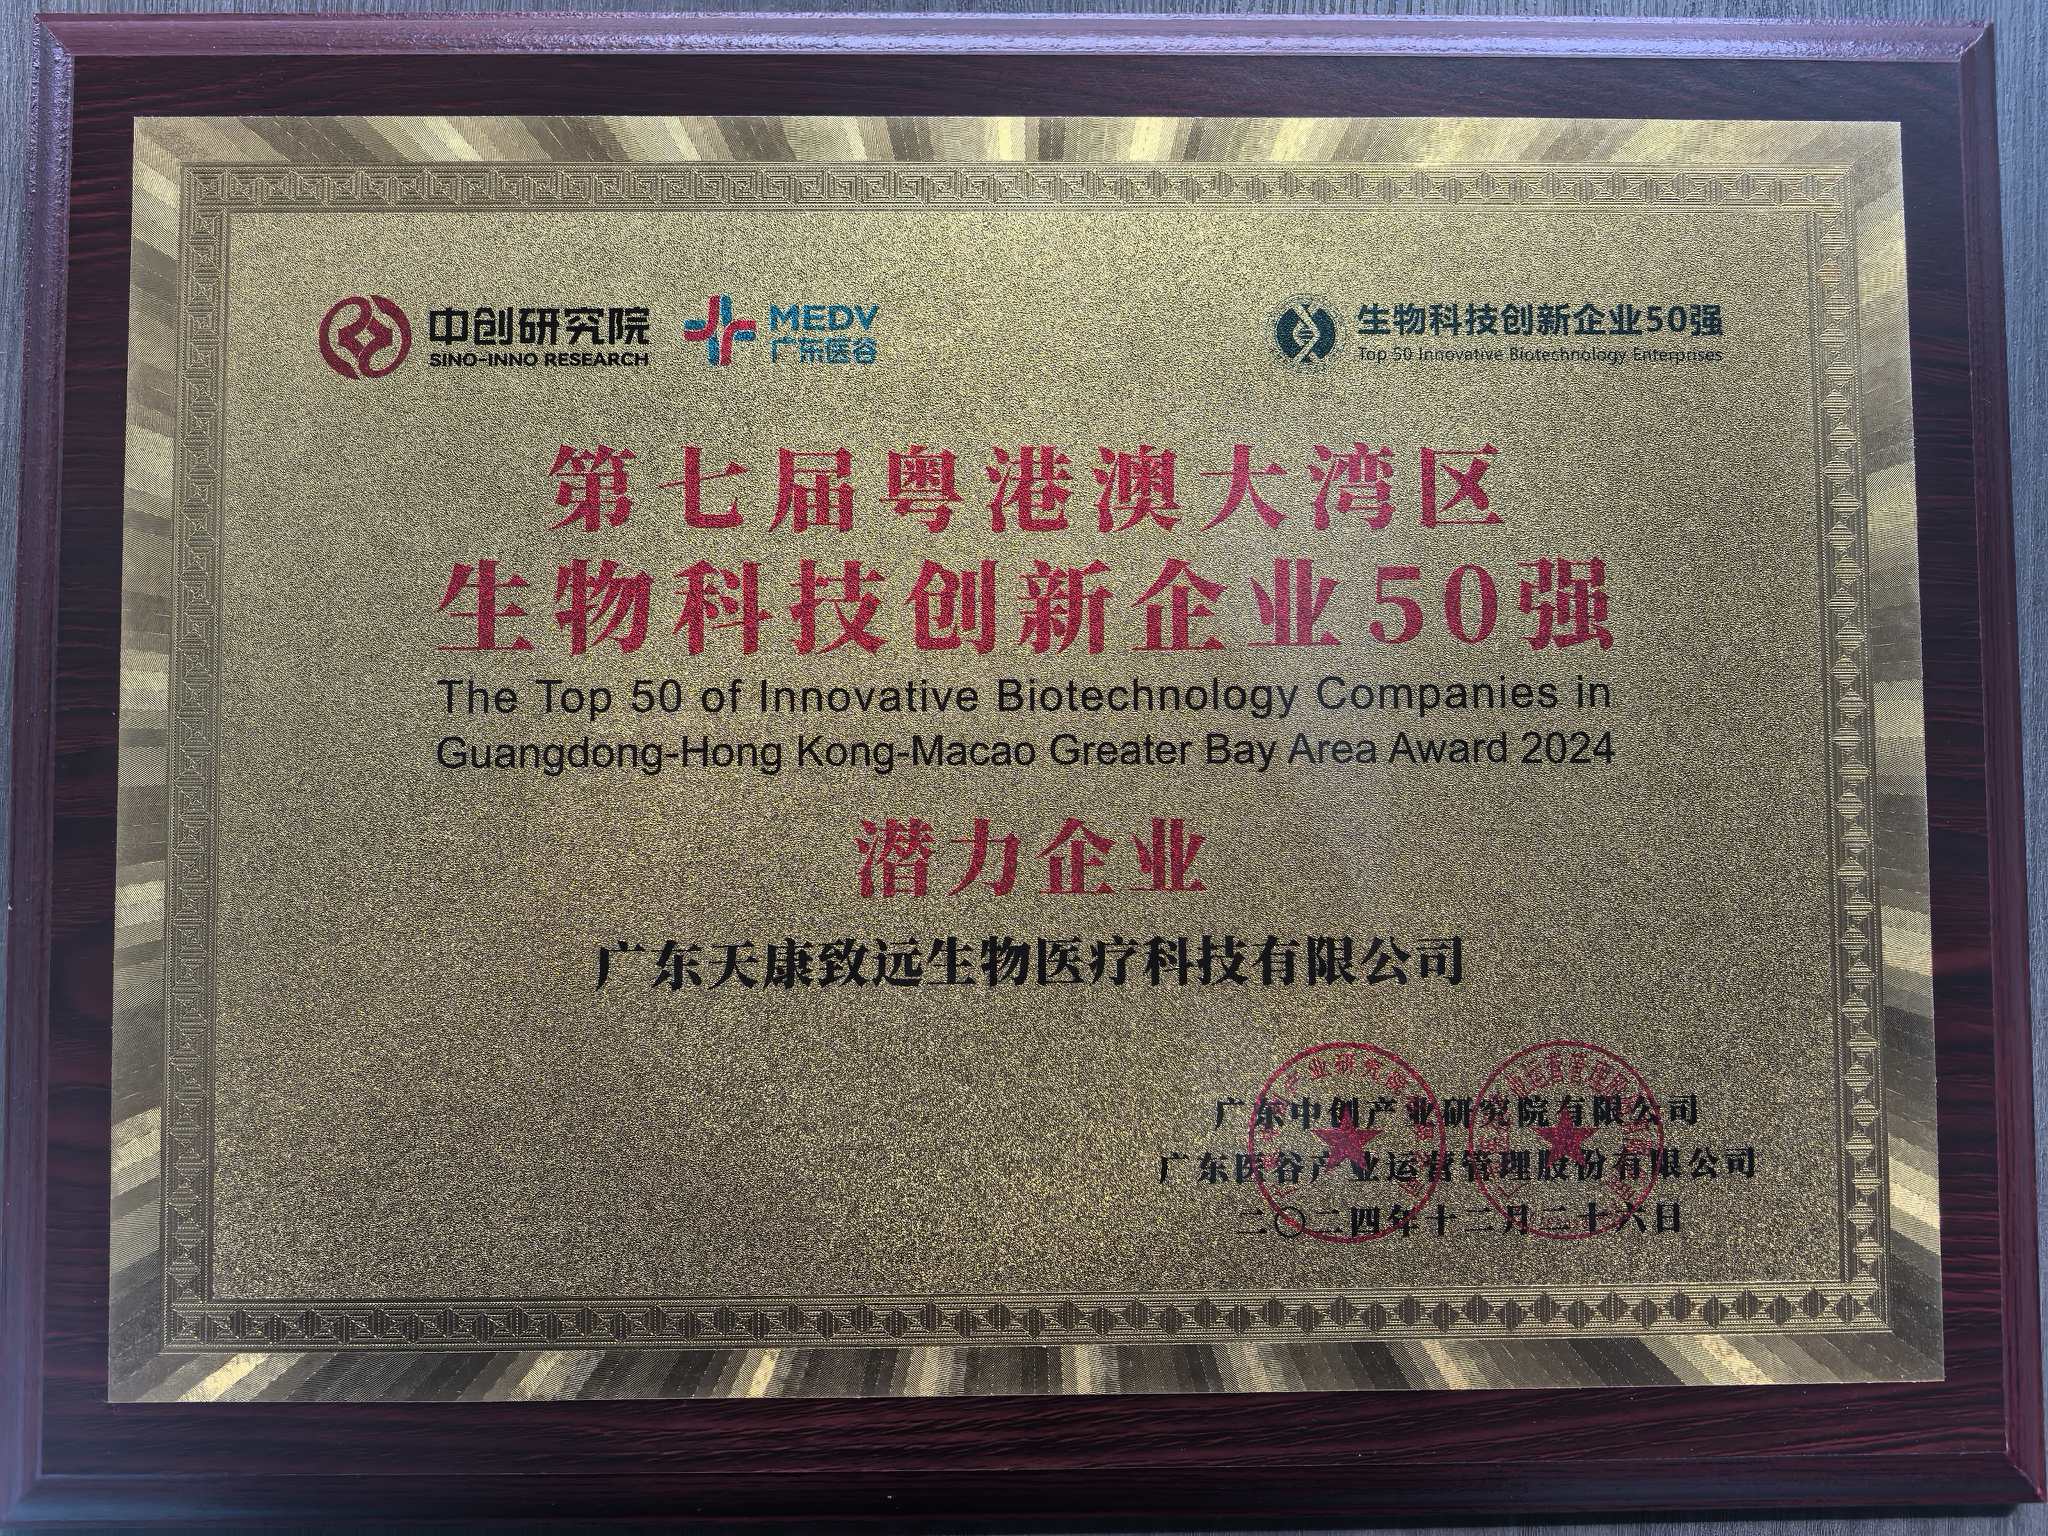 中创研究院
SINO-INNO RESEARCH
MEDV
广东医谷
生物科技创新企业50强
Top 50 Innovative Biotechnology Enterprises
第七届粤港澳大湾区
生物科技创新企业50强
The Top 50 of Innovative Biotechnology Companies in
Guangdong-Hong Kong-Macao Greater Bay Area Award 2024
潜力企业
广东天康致远生物医疗科技有限公司
广东中创产业研究院有限公司
广东医谷产业运营管理股份有限公司
二〇二四年十二月二十六日